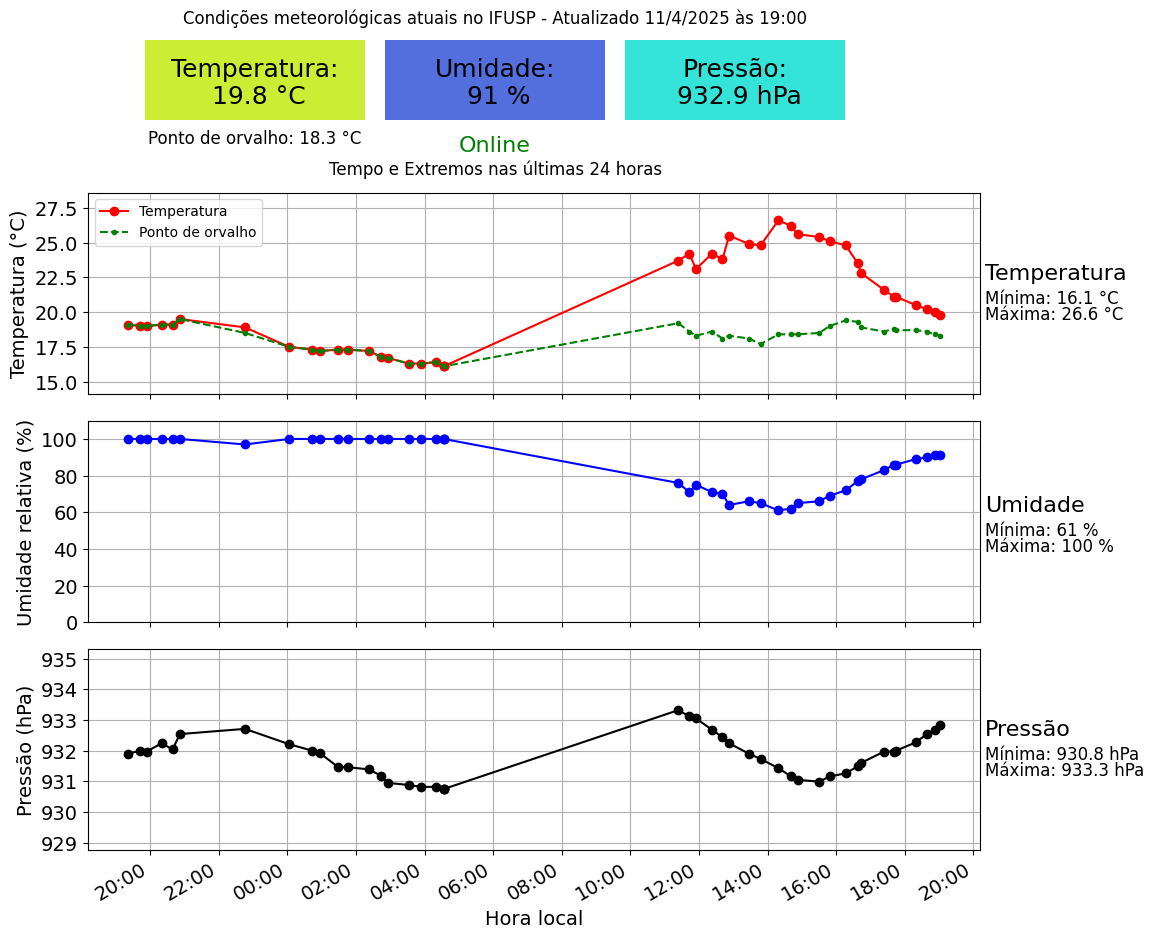 Condições meteorológicas atuais no IFUSP - Atualizado 11/4/2025 às 19:00
Temperatura:
19.8 °C
Umidade:
91 %
Pressão:
932.9 hPa
Ponto de orvalho: 18.3 °C
Online
Tempo e Extremos nas últimas 24 horas
Temperatura (°C)
27.5
25.0
22.5
20.0
17.5
15.0
Temperatura
Ponto de orvalho
Temperatura
Mínima: 16.1 °C
Máxima: 26.6 °C
Umidade relativa (%)
100
80
60
40
20
0
Umidade
Mínima: 61 %
Máxima: 100 %
Pressão (hPa)
935
934
933
932
931
930
929
Pressão
Mínima: 930.8 hPa
Máxima: 933.3 hPa
20:00 22:00 00:00 02:00 04:00 06:00 08:00 10:00 12:00 14:00 16:00 18:00 20:00
Hora local